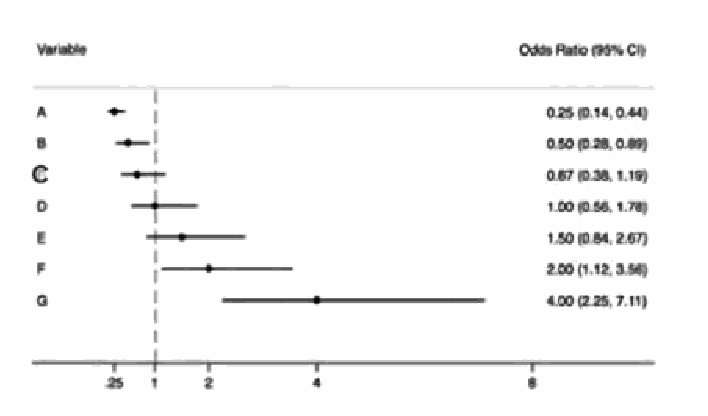 Variable Odds Ratio (95% CI)
A 0.25 (0.14, 0.44)
B 0.50 (0.28, 0.89)
C 0.67 (0.38, 1.19)
D 1.00 (0.56, 1.78)
E 1.50 (0.84, 2.67)
F 2.00 (1.12, 3.56)
G 4.00 (2.25, 7.11)
.25 1 2 4 8